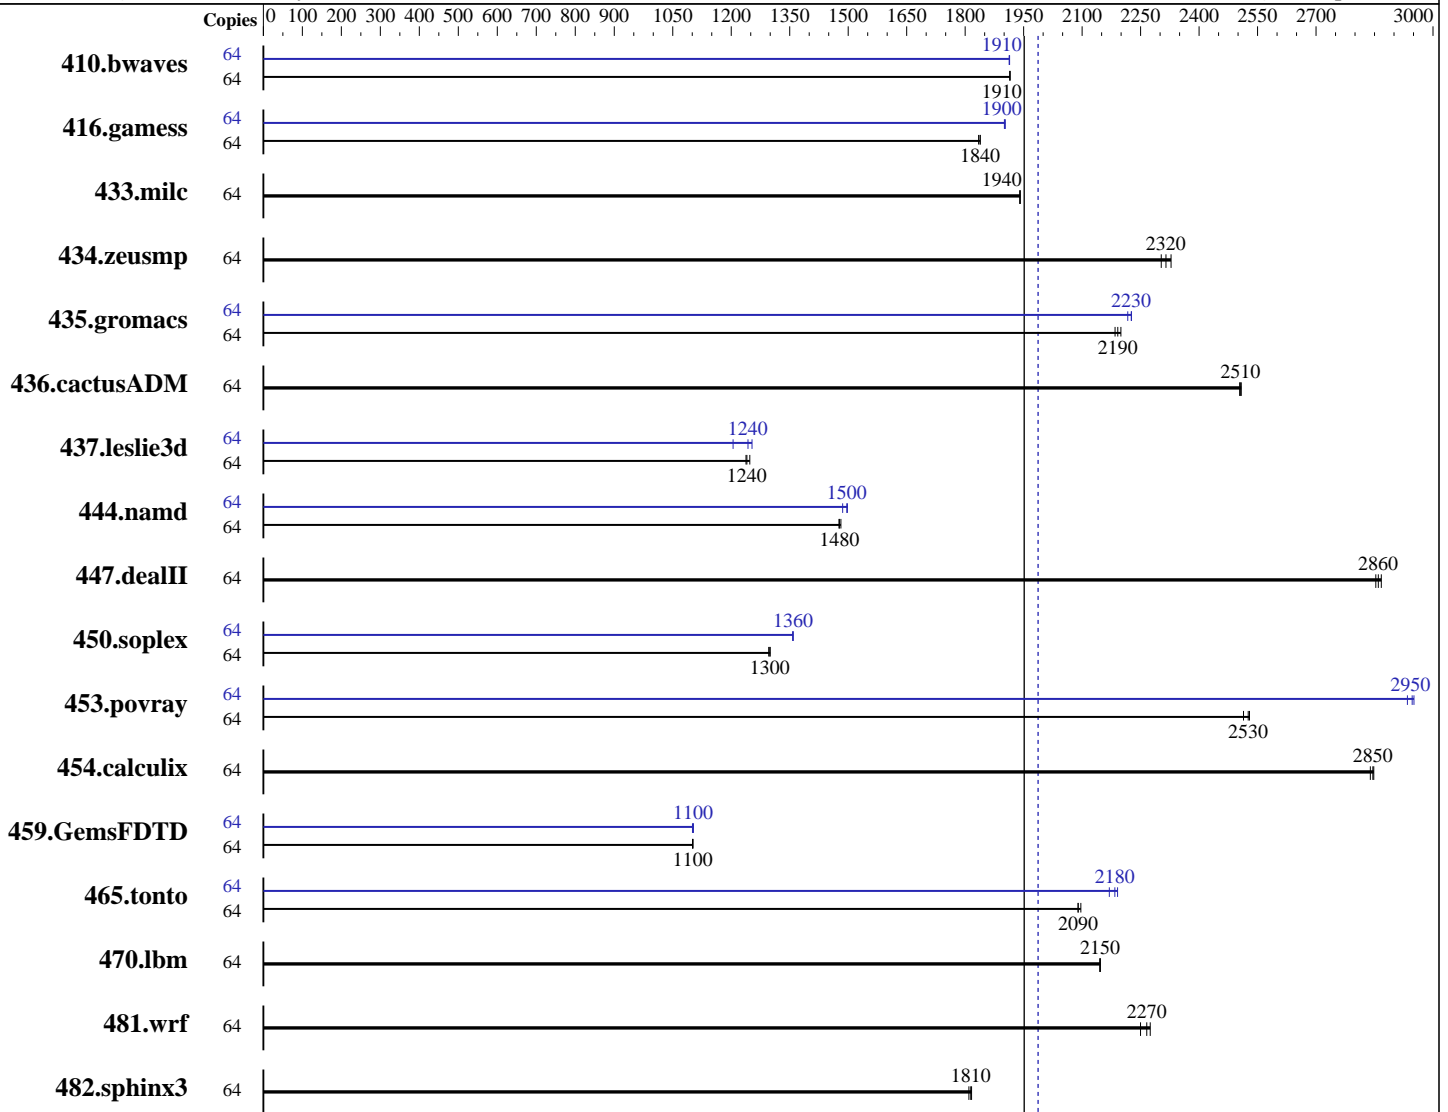 Copies 0 100 200 300 400 500 600 700 800 900 1050 1200 1350 1500 1650 1800 1950 2100 2250 2400 2550 2700 3000
410.bwaves 64 1910
64 1910
416.gamess 64 1900
64 1840
433.milc 64 1940
434.zeusmp 64 2320
435.gromacs 64 2230
64 2190
436.cactusADM 64 2510
437.leslie3d 64 1240
64 1240
444.namd 64 1500
64 1480
447.dealII 64 2860
450.soplex 64 1360
64 1300
453.povray 64 2950
64 2530
454.calculix 64 2850
459.GemsFDTD 64 1100
64 1100
465.tonto 64 2180
64 2090
470.lbm 64 2150
481.wrf 64 2270
482.sphinx3 64 1810